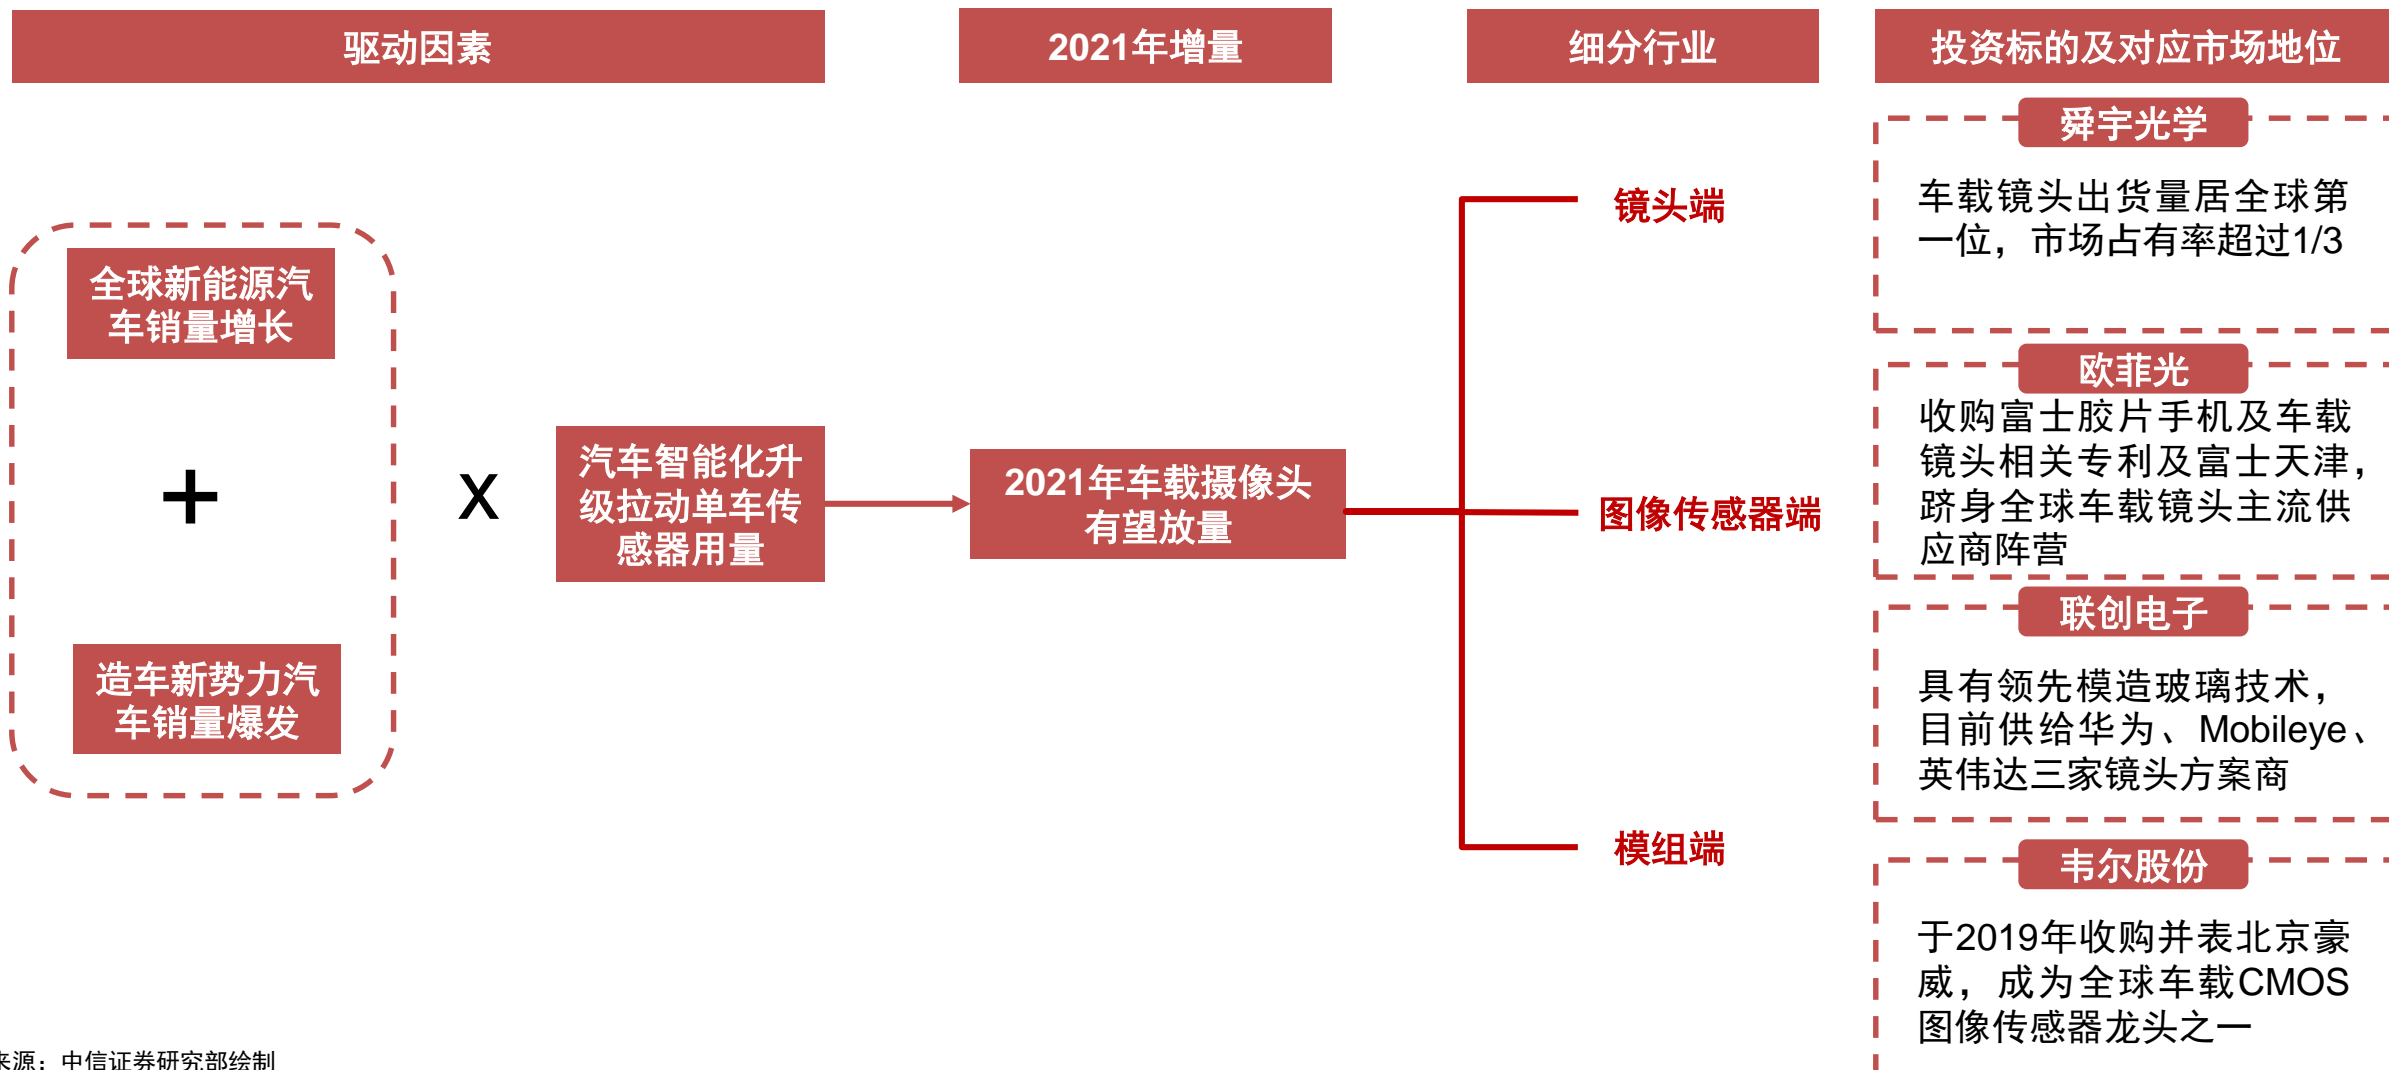 驱动因素
2021年增量
细分行业
投资标的及对应市场地位
全球新能源汽
车销量增长
+
造车新势力汽
车销量爆发
X
汽车智能化升
级拉动单车传
感器用量
2021年车载摄像头
有望放量
镜头端
图像传感器端
模组端
舜宇光学
车载镜头出货量居全球第
一位，市场占有率超过1/3
欧菲光
收购富士胶片手机及车载
镜头相关专利及富士天津，
跻身全球车载镜头主流供
应商阵营
联创电子
具有领先模造玻璃技术，
目前供给华为、Mobileye、
英伟达三家镜头方案商
韦尔股份
于2019年收购并表北京豪
威，成为全球车载CMOS
图像传感器龙头之一
来源：中信证券研究部绘制